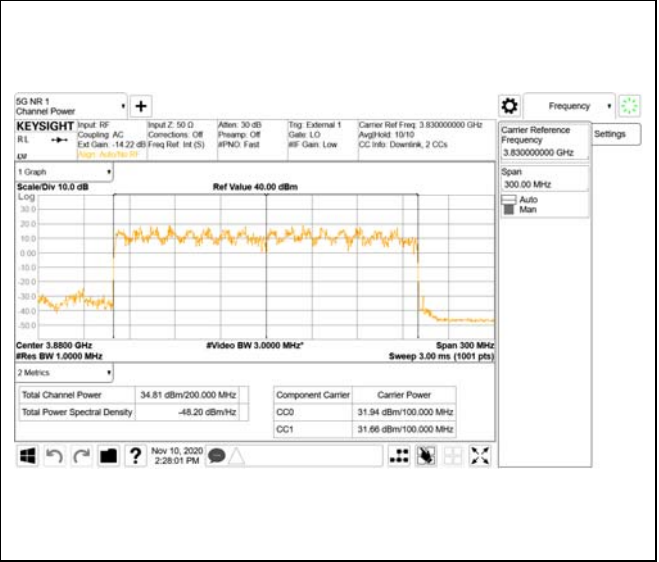 5G NR 1
Channel Power
Frequency
KEYSIGHT
R L
Input: RF
Coupling: AC
Ext Gain: -14.22 dB
Align: Auto/No RF
Input Z: 50 Ω
Corrections: Off
Freq Ref: Int (S)
Atten: 30 dB
Preamp: Off
#PNO: Fast
Trig: External 1
Gate: LO
#IF Gain: Low
Carrier Ref Freq: 3.830000000 GHz
Avg|Hold: 10/10
CC Info: Downlink, 2 CCs
Carrier Reference
Frequency
3.830000000 GHz
Settings
Span
300.00 MHz
Auto
Man
1 Graph
Scale/Div 10.0 dB
Ref Value 40.00 dBm
Log
30.0
20.0
10.0
0.00
-10.0
-20.0
-30.0
-40.0
-50.0
Center 3.8800 GHz
#Video BW 3.0000 MHz*
Span 300 MHz
#Res BW 1.0000 MHz
Sweep 3.00 ms (1001 pts)
2 Metrics
Total Channel Power 34.81 dBm/200.000 MHz
Total Power Spectral Density -48.20 dBm/Hz
Component Carrier Carrier Power
CC0 31.94 dBm/100.000 MHz
CC1 31.66 dBm/100.000 MHz
?
Nov 10, 2020
2:28:01 PM